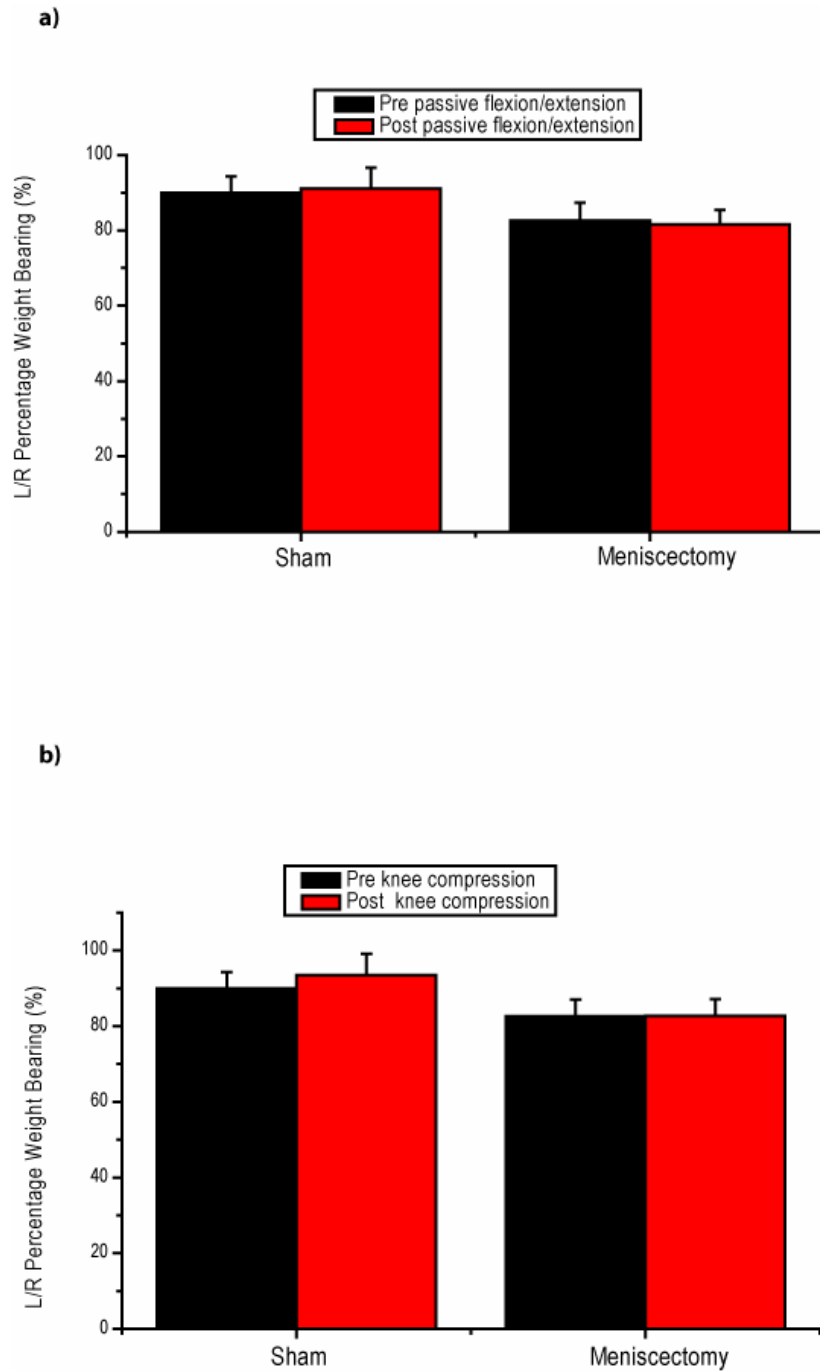 a)
Pre passive flexion/extension
Post passive flexion/extension
L/R Percentage Weight Bearing (%)
100
80
60
40
20
0
Sham
Meniscectomy
b)
Pre knee compression
Post knee compression
L/R Percentage Weight Bearing (%)
100
80
60
40
20
0
Sham
Meniscectomy